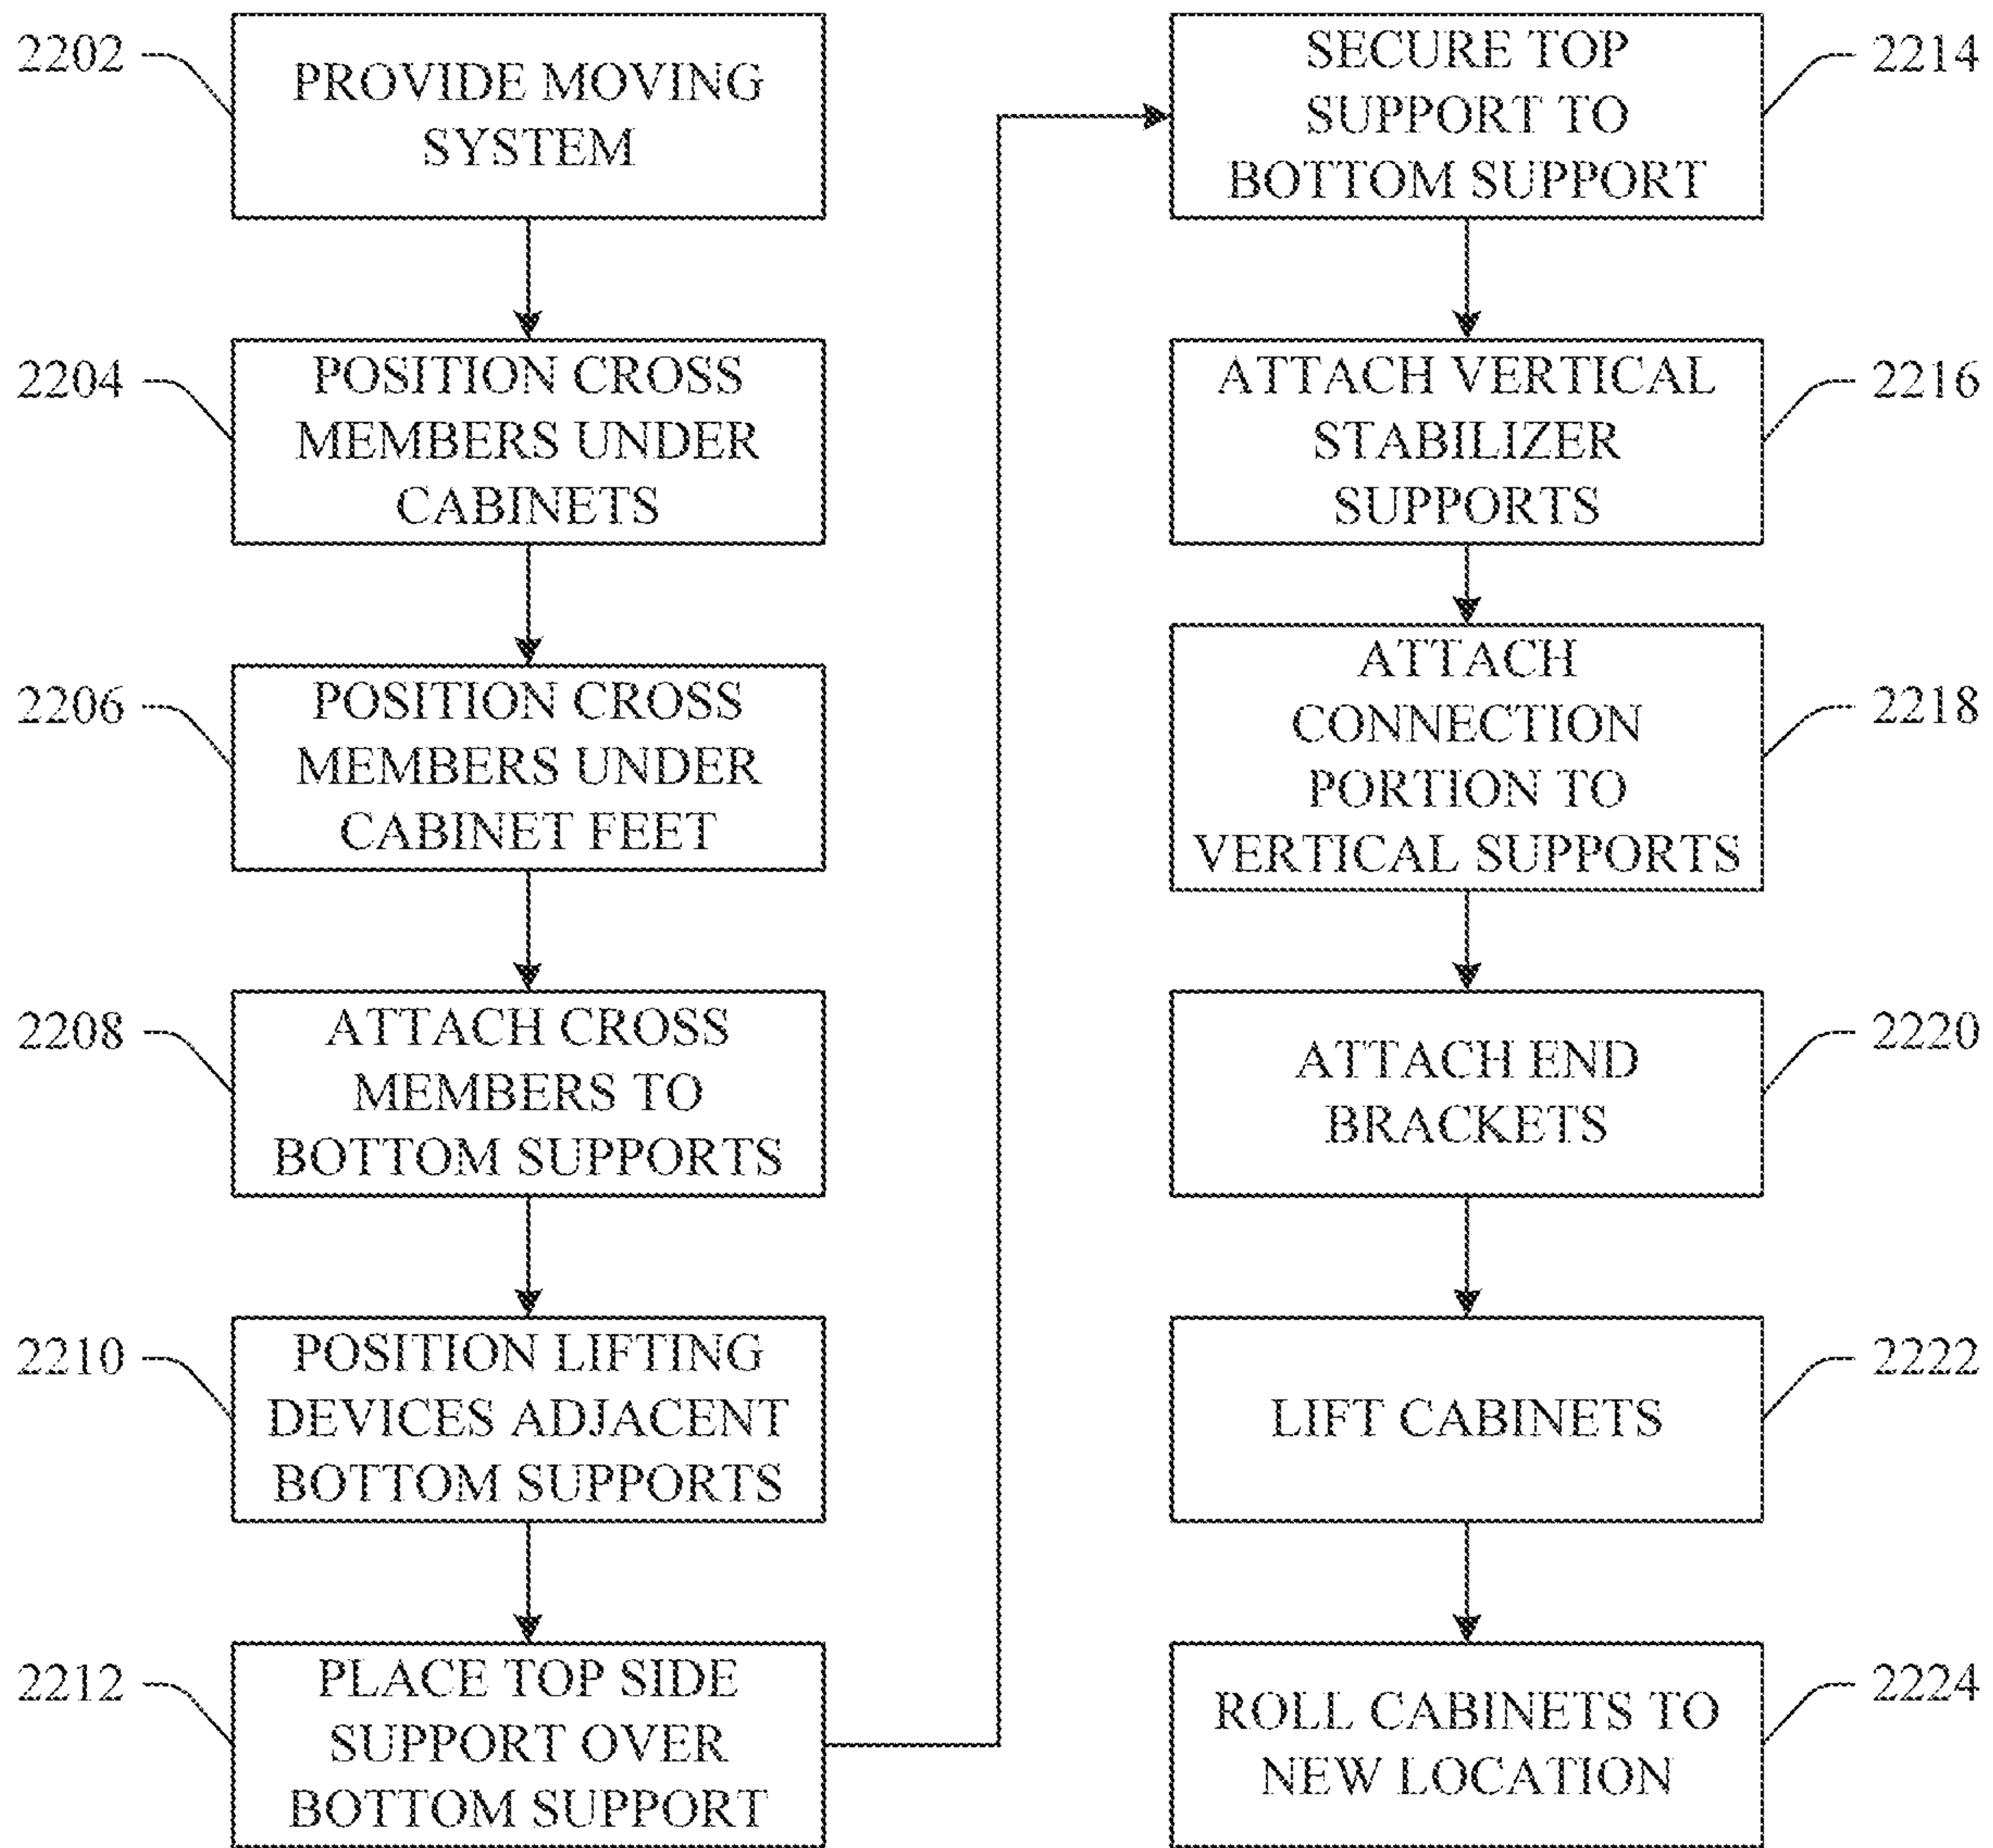 2202
PROVIDE MOVING
SYSTEM
2204
POSITION CROSS
MEMBERS UNDER
CABINETS
2206
POSITION CROSS
MEMBERS UNDER
CABINET FEET
2208
ATTACH CROSS
MEMBERS TO
BOTTOM SUPPORTS
2210
POSITION LIFTING
DEVICES ADJACENT
BOTTOM SUPPORTS
2212
PLACE TOP SIDE
SUPPORT OVER
BOTTOM SUPPORT
SECURE TOP
SUPPORT TO
BOTTOM SUPPORT
2214
ATTACH VERTICAL
STABILIZER
SUPPORTS
2216
ATTACH
CONNECTION
PORTION TO
VERTICAL SUPPORTS
2218
ATTACH END
BRACKETS
2220
LIFT CABINETS
2222
ROLL CABINETS TO
NEW LOCATION
2224